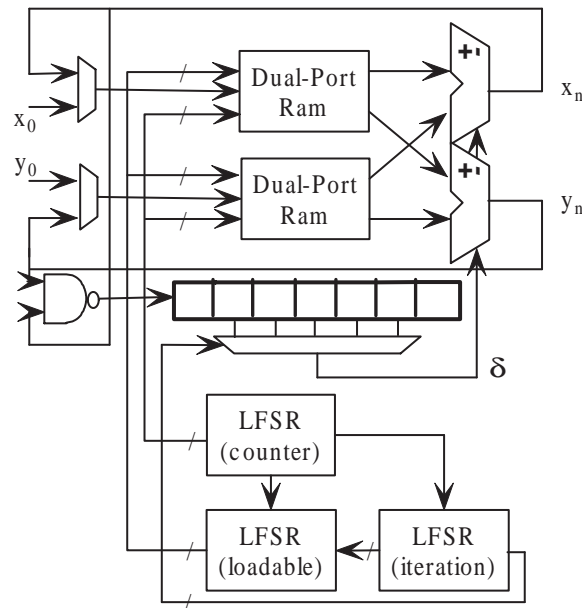 Dual-Port
Ram
+-
x₀
xₙ
y₀
Dual-Port
Ram
+-
yₙ
δ
LFSR
(counter)
LFSR
(loadable)
LFSR
(iteration)